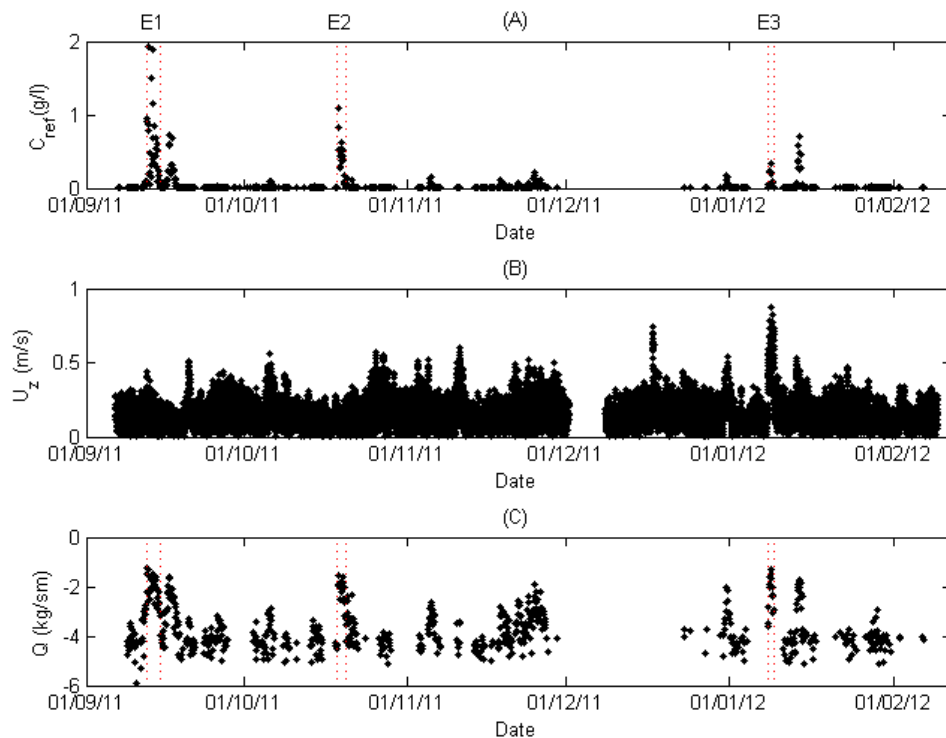 E1 E2 (A) E3
2
1
0
C_ref(g/l)
01/09/11 01/10/11 01/11/11 01/12/11 01/01/12 01/02/12
Date
(B)
1
0.5
0
U_z (m/s)
01/09/11 01/10/11 01/11/11 01/12/11 01/01/12 01/02/12
Date
(C)
0
-2
-4
-6
Q (kg/sm)
01/09/11 01/10/11 01/11/11 01/12/11 01/01/12 01/02/12
Date